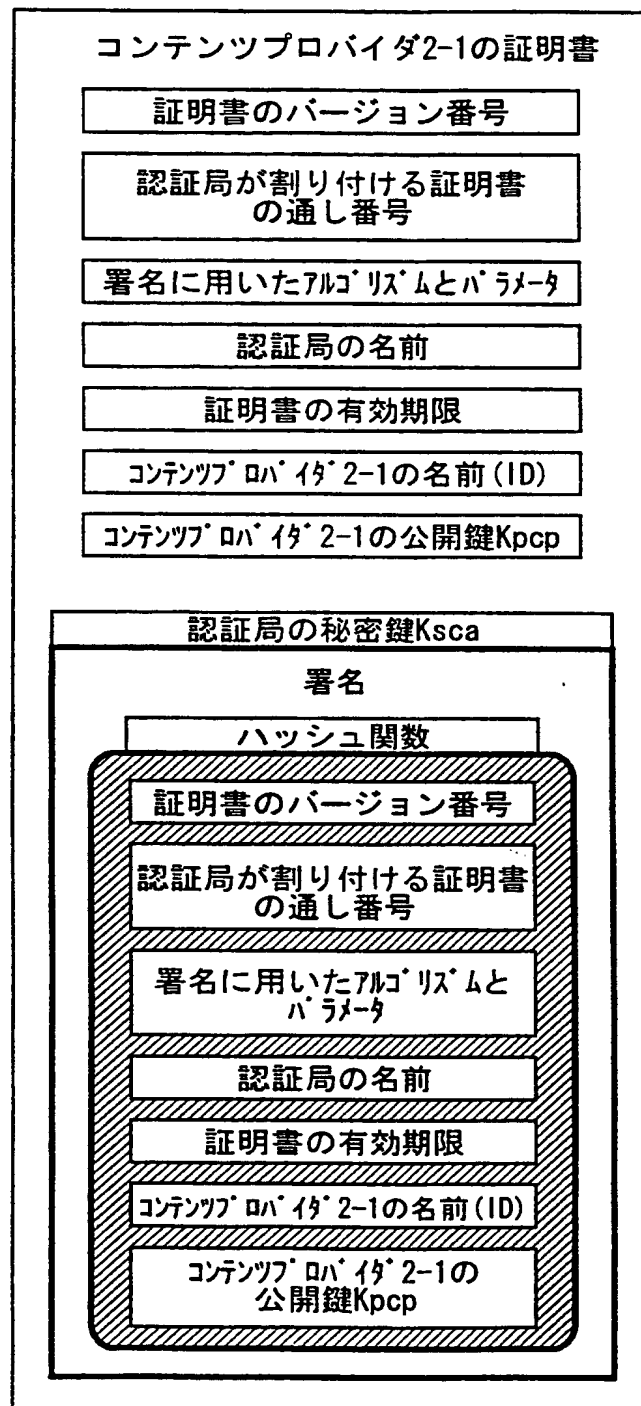 コンテンツプロバイダ2-1の証明書
証明書のバージョン番号
認証局が割り付ける証明書
の通し番号
署名に用いたｱﾙｺﾞﾘｽﾞﾑとﾊﾟﾗﾒｰﾀ
認証局の名前
証明書の有効期限
ｺﾝﾃﾝﾂﾌﾟﾛﾊﾞｲﾀﾞ2-1の名前(ID)
ｺﾝﾃﾝﾂﾌﾟﾛﾊﾞｲﾀﾞ2-1の公開鍵Kpcp
認証局の秘密鍵Ksca
署名
ハッシュ関数
証明書のバージョン番号
認証局が割り付ける証明書
の通し番号
署名に用いたｱﾙｺﾞﾘｽﾞﾑと
ﾊﾟﾗﾒｰﾀ
認証局の名前
証明書の有効期限
ｺﾝﾃﾝﾂﾌﾟﾛﾊﾞｲﾀﾞ2-1の名前(ID)
ｺﾝﾃﾝﾂﾌﾟﾛﾊﾞｲﾀﾞ2-1の
公開鍵Kpcp